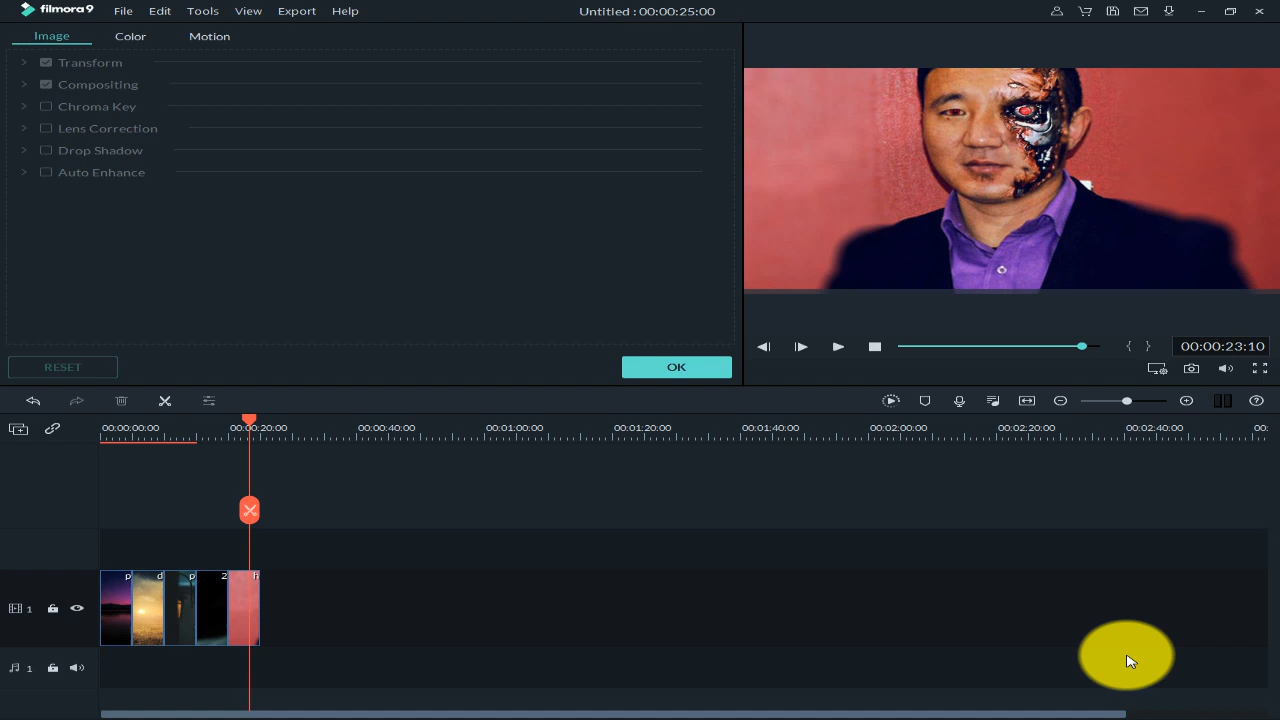 filmora9 File Edit Tools View Export Help Untitled : 00:00:25:00
Image Color Motion
Transform
Compositing
Chroma Key
Lens Correction
Drop Shadow
Auto Enhance
RESET OK
{ } 00:00:23:10
00:00:00:00 00:00:20:00 00:00:40:00 00:01:00:00 00:01:20:00 00:01:40:00 00:02:00:00 00:02:20:00 00:02:40:00 00:
p d p 2
1
1